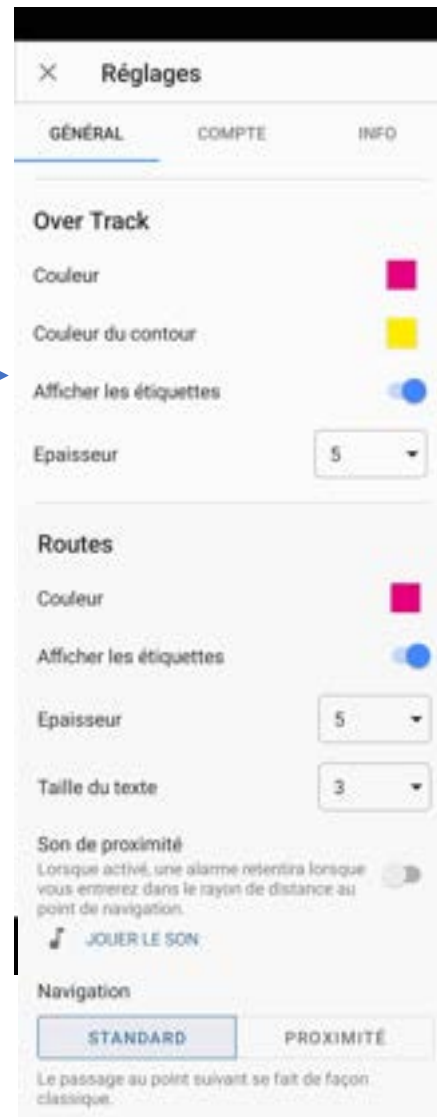 Réglages
GÉNÉRAL COMPTE INFO
Over Track
Couleur
Couleur du contour
Afficher les étiquettes
Epaisseur 5
Routes
Couleur
Afficher les étiquettes
Epaisseur 5
Taille du texte 3
Son de proximité
Lorsque activé, une alarme retentira lorsque
vous entrerez dans le rayon de distance au
point de navigation.
JOUER LE SON
Navigation
STANDARD PROXIMITÉ
Le passage au point suivant se fait de façon
classique.